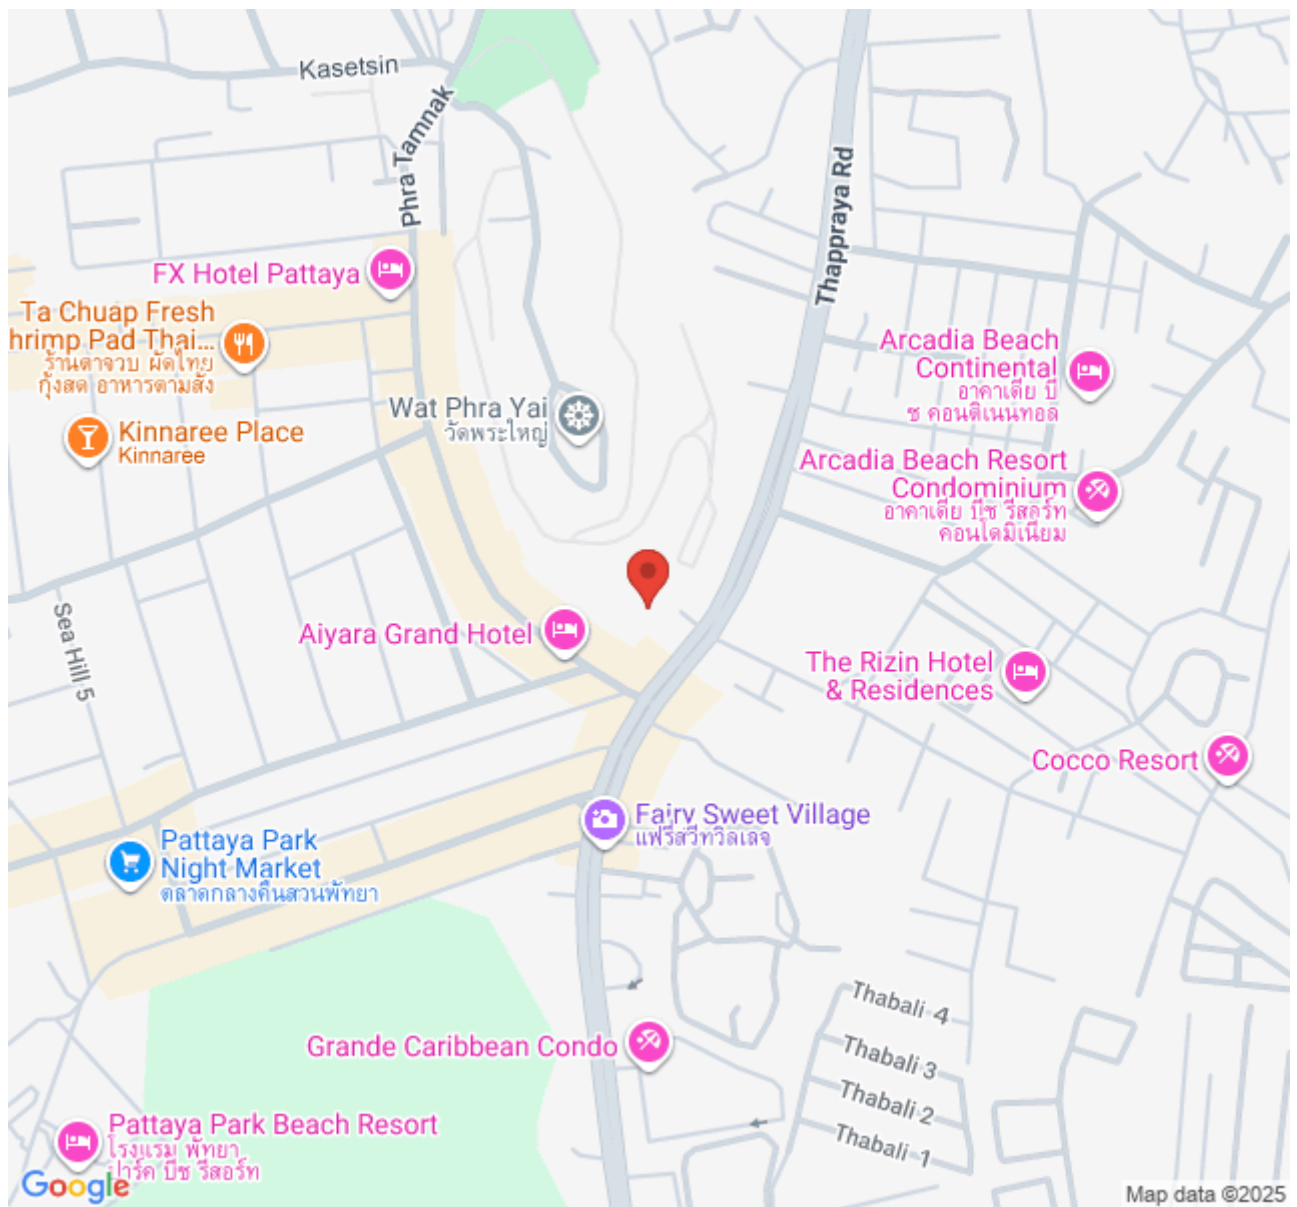 Kasetsin
Phra Tamnak
Thappraya Rd
FX Hotel Pattaya
Ta Chuap Fresh
hrimp Pad Thai...
ร้านตาจวบ ผัดไทย
กุ้งสด อาหารตามสั่ง
Arcadia Beach
Continental
อาคาเดีย บี
ช คอนติเนนทอล
Wat Phra Yai
วัดพระใหญ่
Kinnaree Place
Kinnaree
Arcadia Beach Resort
Condominium
อาคาเดีย บีช รีสอร์ท
คอนโดมิเนียม
Sea Hill 5
Aiyara Grand Hotel
The Rizin Hotel
& Residences
Cocco Resort
Fairy Sweet Village
แฟรี่สวีทวิลเลจ
Pattaya Park
Night Market
ตลาดกลางคืนสวนพัทยา
Thabali 4
Thabali 3
Thabali 2
Thabali 1
Grande Caribbean Condo
Pattaya Park Beach Resort
โรงแรม พัทยา
ปาร์ค บีช รีสอร์ท
Google
Map data ©2025